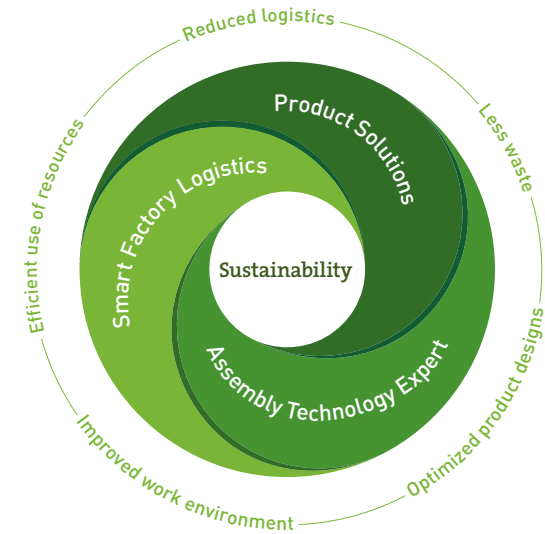 Reduced logistics
Less waste
Optimized product designs
Improved work environment
Efficient use of resources
Product Solutions
Smart Factory Logistics
Assembly Technology Expert
Sustainability